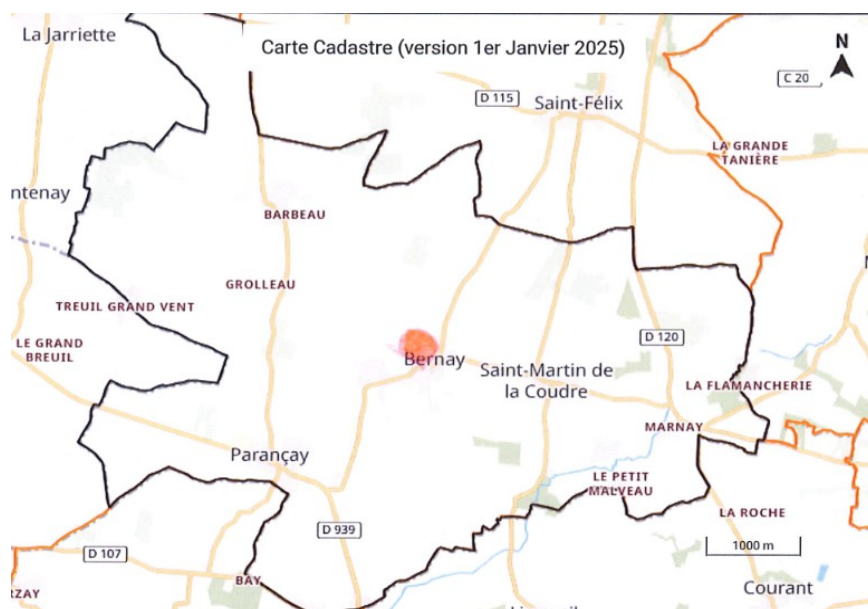 La Jarriette
Carte Cadastre (version 1er Janvier 2025)
N
C 20
D 115
Saint-Félix
LA GRANDE
TANIÈRE
ntenay
BARBEAU
GROLLEAU
TREUIL GRAND VENT
LE GRAND
BREUIL
D 120
Bernay
Saint-Martin de
la Coudre
LA FLAMANCHERIE
MARNAY
Parançay
LE PETIT
MALVEAU
LA ROCHE
D 939
1000 m
D 107
BAY
RZAY
Courant